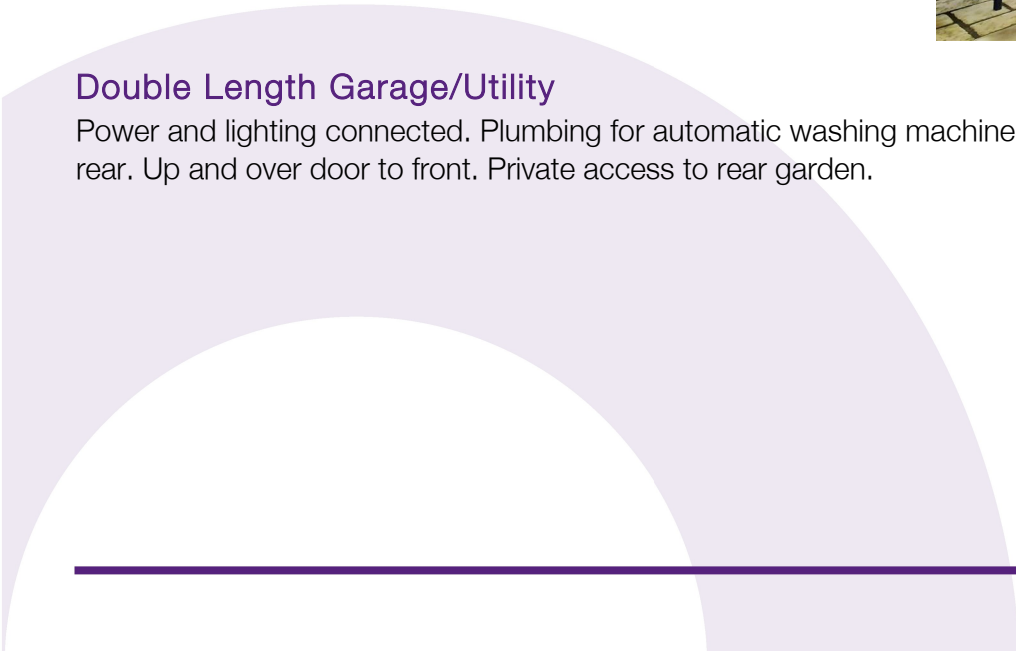 Double Length Garage/Utility
Power and lighting connected. Plumbing for automatic washing machine
rear. Up and over door to front. Private access to rear garden.